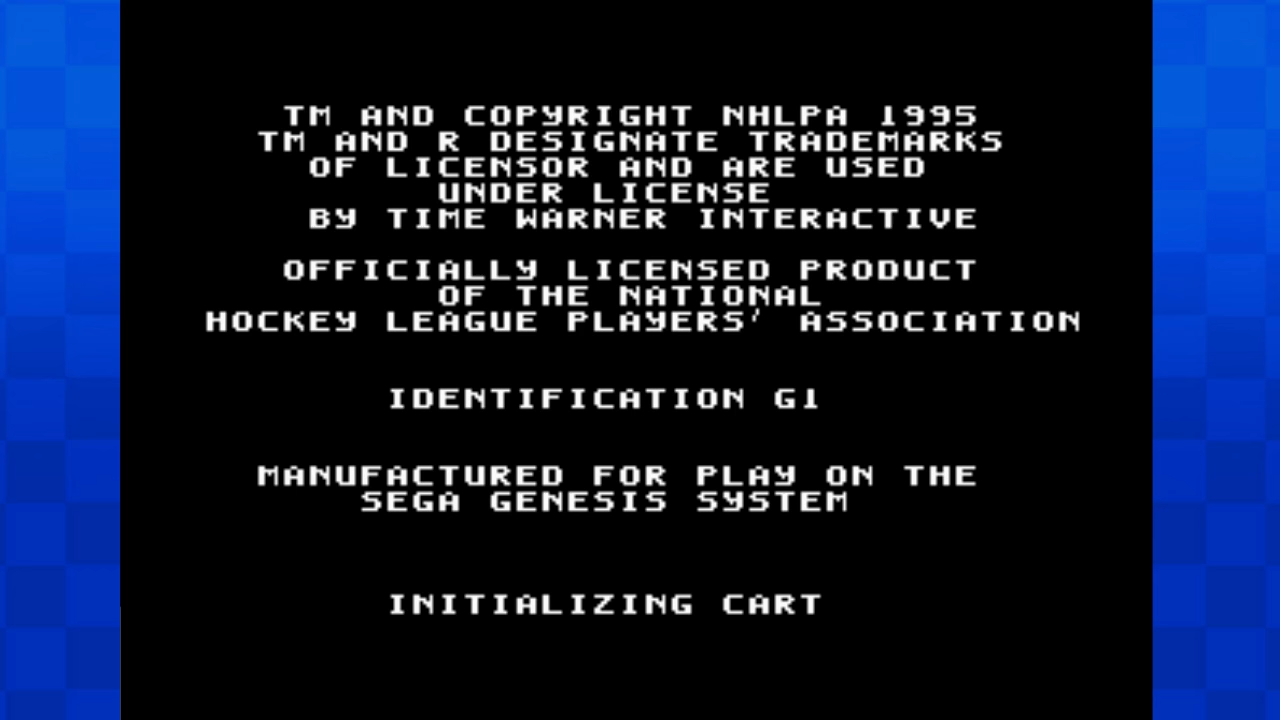 TM AND COPYRIGHT NHLPA 1995
TM AND R DESIGNATE TRADEMARKS
OF LICENSOR AND ARE USED
UNDER LICENSE
BY TIME WARNER INTERACTIVE
OFFICIALLY LICENSED PRODUCT
OF THE NATIONAL
HOCKEY LEAGUE PLAYERS' ASSOCIATION
IDENTIFICATION G1
MANUFACTURED FOR PLAY ON THE
SEGA GENESIS SYSTEM
INITIALIZING CART